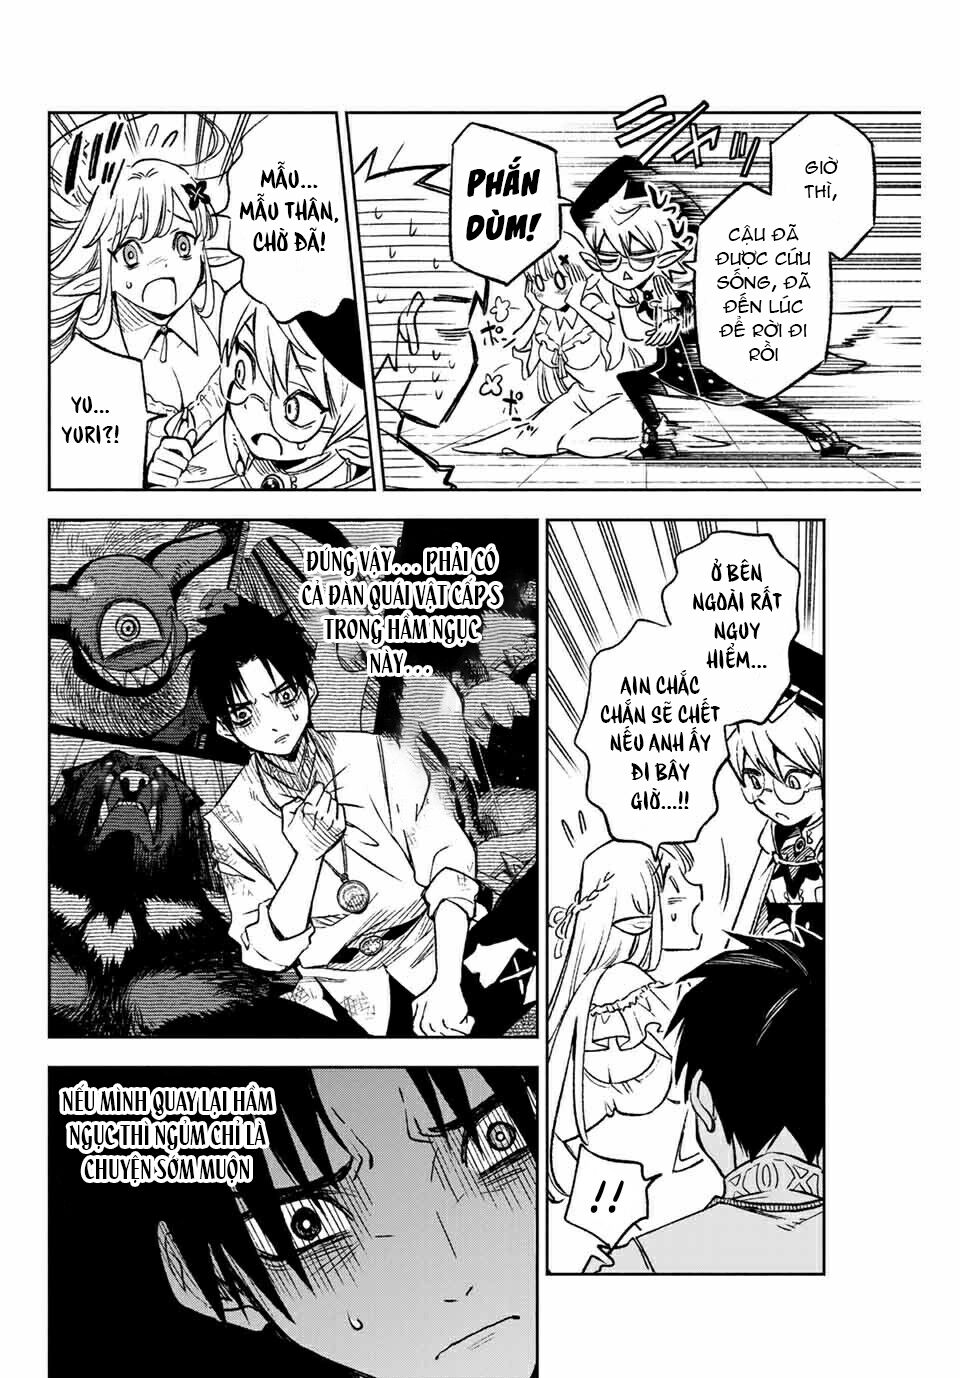 GIỜ
THÌ,
CẬU ĐÃ
ĐƯỢC CỨU
SỐNG, ĐÃ
ĐẾN LÚC
ĐỂ RỜI ĐI
RỒI
PHẮN
DÙM!
MẪU...
MẪU THÂN,
CHỜ ĐÃ!
YU...
YURI?!
Ở BÊN
NGOÀI RẤT
NGUY
HIỂM...
AIN CHẮC
CHẮN SẼ CHẾT
NẾU ANH ẤY
ĐI BÂY
GIỜ...!!
!!
ĐÚNG VẬY... PHẢI CÓ
CẢ ĐÀN QUÁI VẬT CẤP S
TRONG HẦM NGỤC
NÀY...
NẾU MÌNH QUAY LẠI HẦM
NGỤC THÌ NGỦM CHỈ LÀ
CHUYỆN SỚM MUỘN